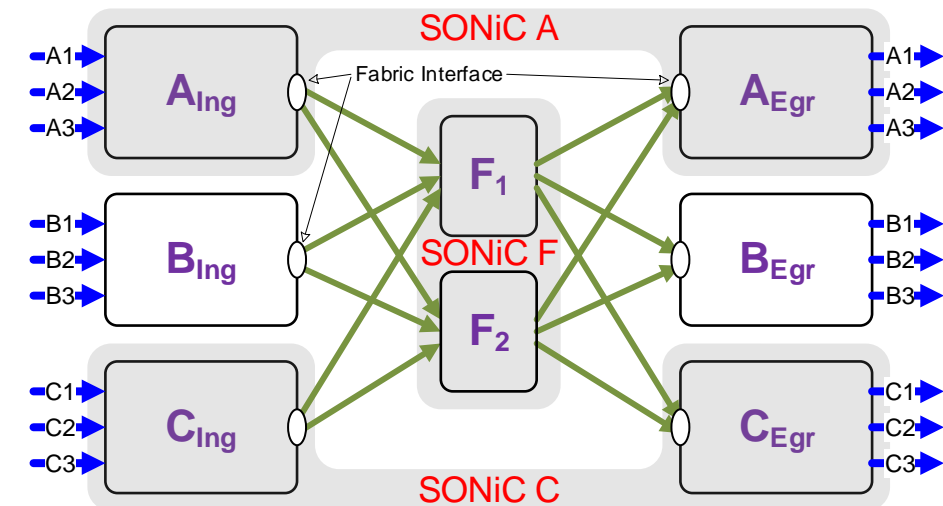 SONiC A
A1
A2
A3
AIng
Fabric Interface
AEgr
A1
A2
A3
F1
B1
B2
B3
BIng
SONiC F
BEgr
B1
B2
B3
F2
C1
C2
C3
CIng
CEgr
C1
C2
C3
SONiC C